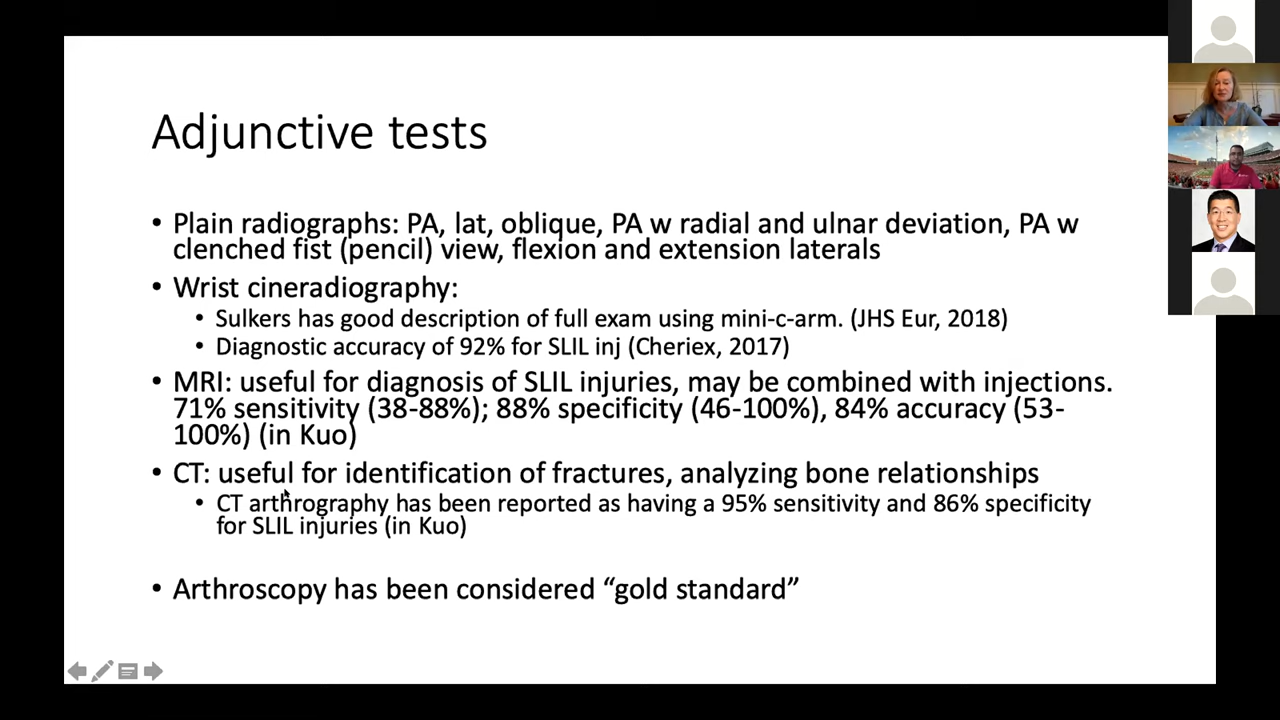 Adjunctive tests
• Plain radiographs: PA, lat, oblique, PA w radial and ulnar deviation, PA w
clenched fist (pencil) view, flexion and extension laterals
• Wrist cineradiography:
• Sulkers has good description of full exam using mini-c-arm. (JHS Eur, 2018)
• Diagnostic accuracy of 92% for SLIL inj (Cheriex, 2017)
• MRI: useful for diagnosis of SLIL injuries, may be combined with injections.
71% sensitivity (38-88%); 88% specificity (46-100%), 84% accuracy (53-
100%) (in Kuo)
• CT: useful for identification of fractures, analyzing bone relationships
• CT arthrography has been reported as having a 95% sensitivity and 86% specificity
for SLIL injuries (in Kuo)
• Arthroscopy has been considered “gold standard”